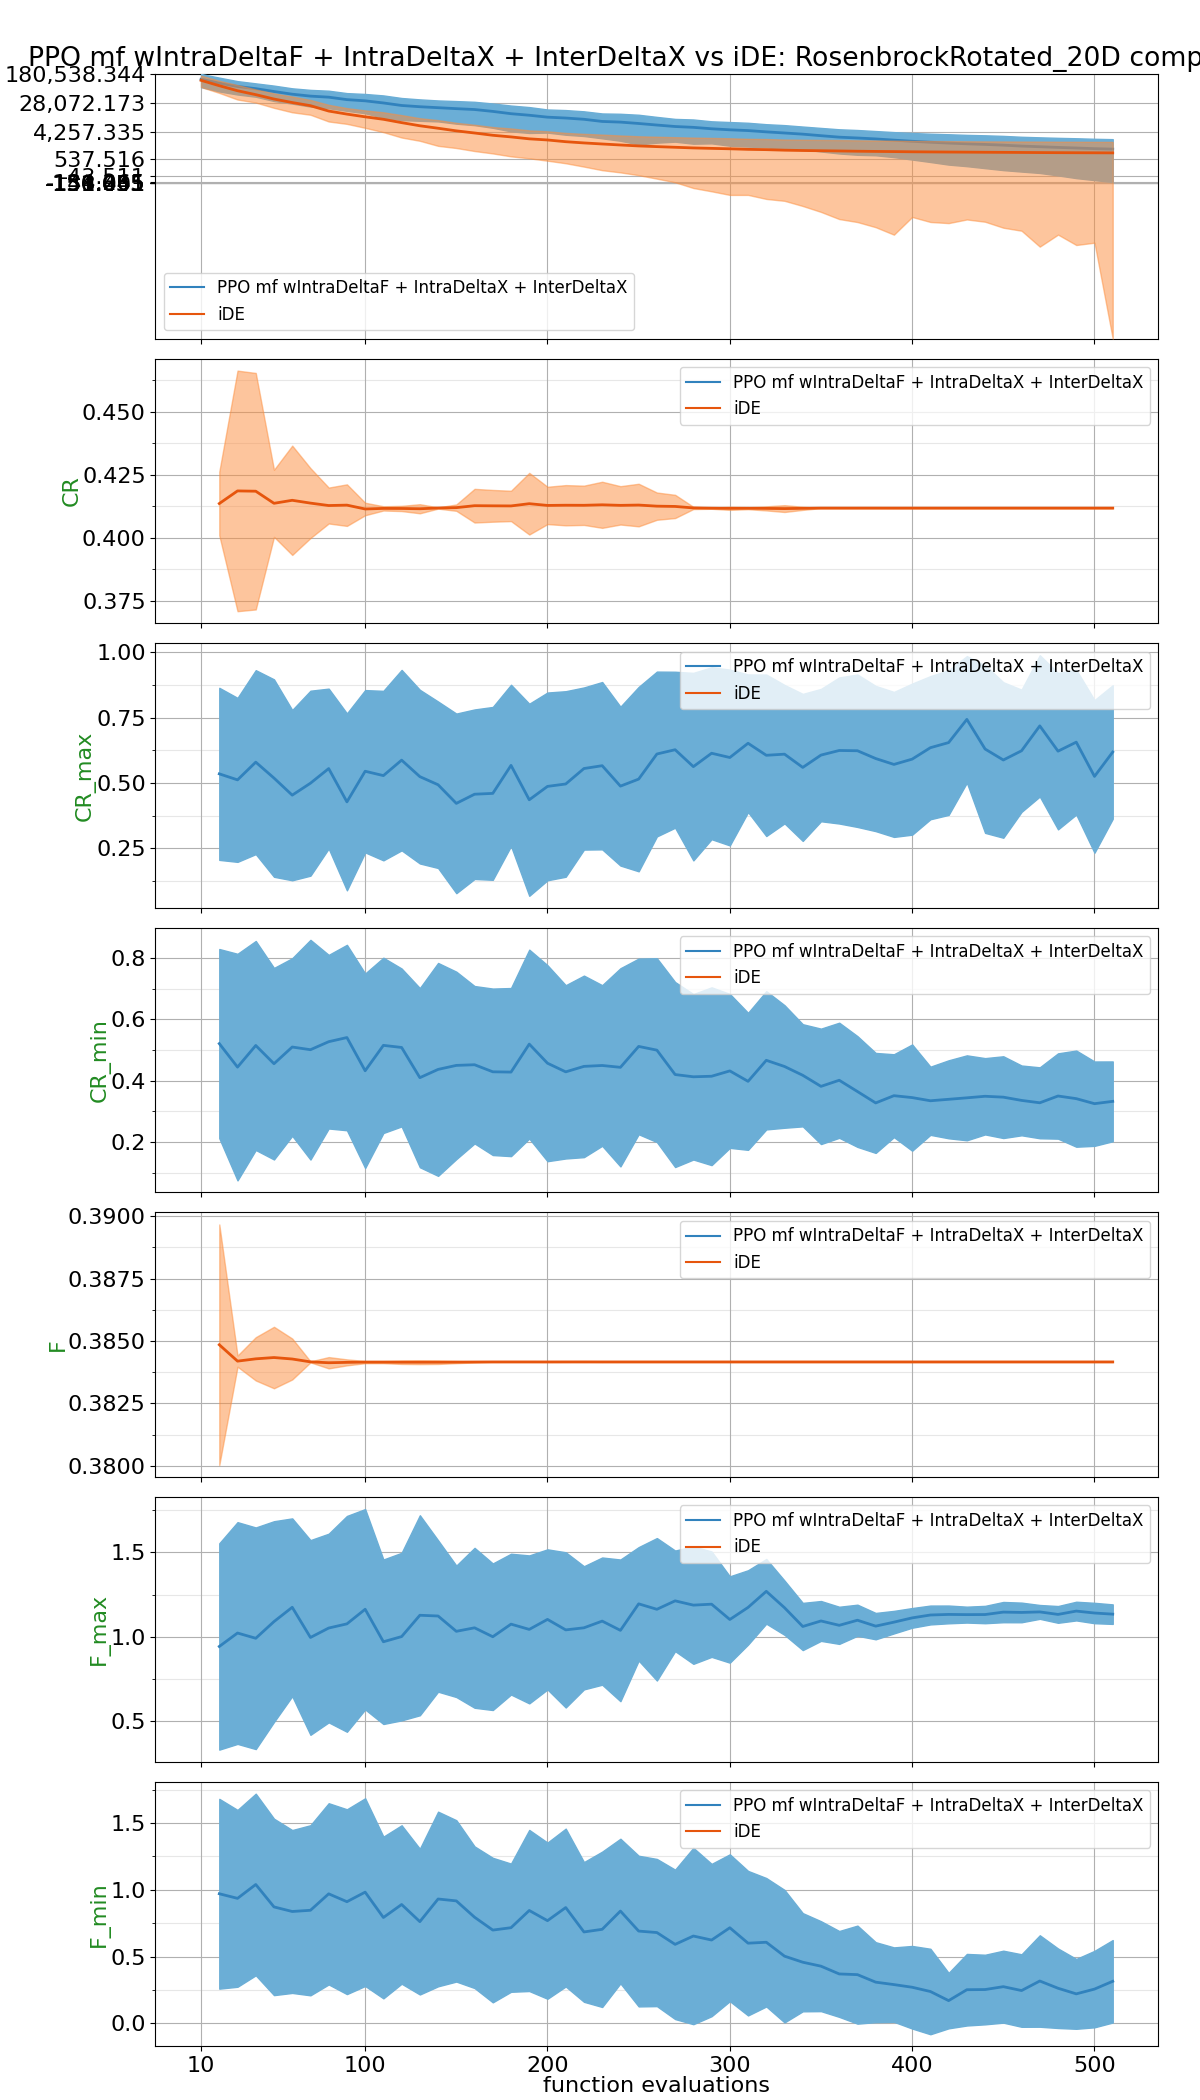 PPO mf wIntraDeltaF + IntraDeltaX + InterDeltaX vs iDE: RosenbrockRotated_20D comp
180,538.344
28,072.173
4,257.335
537.516
PPO mf wIntraDeltaF + IntraDeltaX + InterDeltaX
iDE
CR
0.450
0.425
0.400
0.375
PPO mf wIntraDeltaF + IntraDeltaX + InterDeltaX
iDE
CR_max
1.00
0.75
0.50
0.25
PPO mf wIntraDeltaF + IntraDeltaX + InterDeltaX
iDE
CR_min
0.8
0.6
0.4
0.2
PPO mf wIntraDeltaF + IntraDeltaX + InterDeltaX
iDE
F
0.3900
0.3875
0.3850
0.3825
0.3800
PPO mf wIntraDeltaF + IntraDeltaX + InterDeltaX
iDE
F_max
1.5
1.0
0.5
PPO mf wIntraDeltaF + IntraDeltaX + InterDeltaX
iDE
F_min
1.5
1.0
0.5
0.0
PPO mf wIntraDeltaF + IntraDeltaX + InterDeltaX
iDE
10 100 200 300 400 500
function evaluations